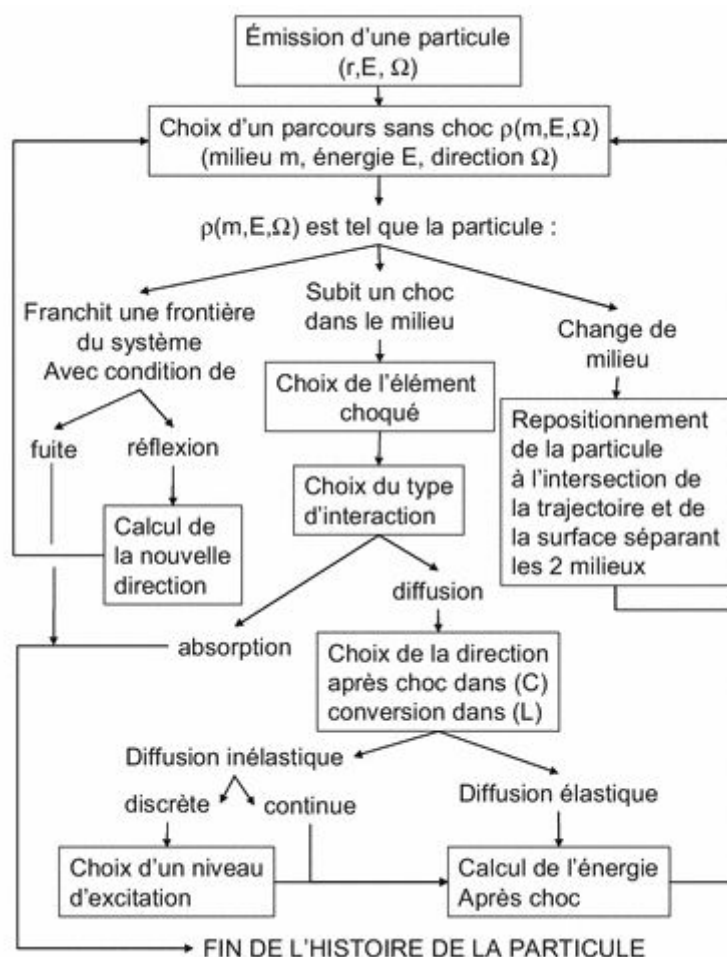 Émission d'une particule
(r,E, Ω)
Choix d'un parcours sans choc ρ(m,E,Ω)
(milieu m, énergie E, direction Ω)
ρ(m,E,Ω) est tel que la particule :
Franchit une frontière
du système
Avec condition de
fuite
réflexion
Calcul de
la nouvelle
direction
Subit un choc
dans le milieu
Choix de l'élément
choqué
Choix du type
d'interaction
Change de
milieu
Repositionnement
de la particule
à l'intersection de
la trajectoire et de
la surface séparant
les 2 milieux
absorption
diffusion
Choix de la direction
après choc dans (C)
conversion dans (L)
Diffusion inélastique
discrète
continue
Diffusion élastique
Choix d'un niveau
d'excitation
Calcul de l'énergie
Après choc
FIN DE L'HISTOIRE DE LA PARTICULE